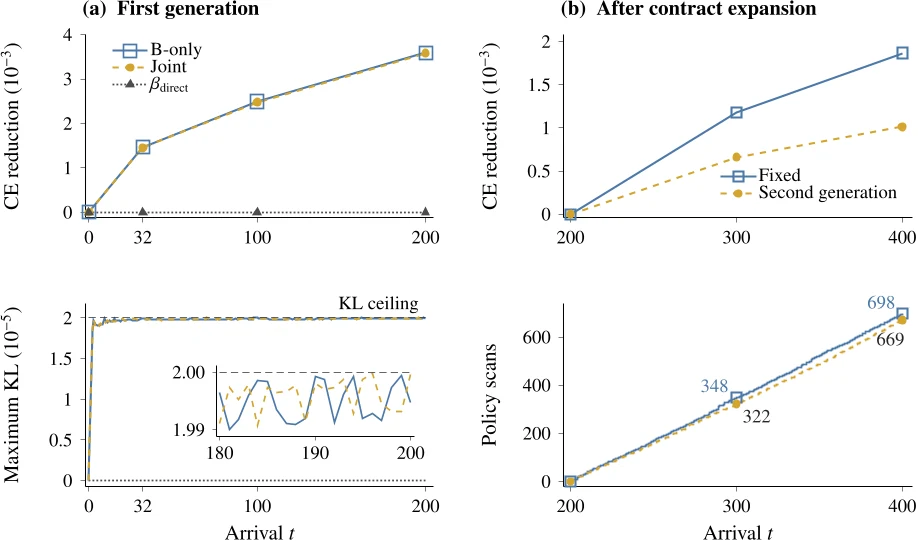 (a) First generation
CE reduction (10⁻³)
4
3
2
1
0
0 32 100 200
B-only
Joint
β_direct
(b) After contract expansion
CE reduction (10⁻³)
2
1.5
1
0.5
0
200 300 400
Fixed
Second generation
Maximum KL (10⁻⁵)
2
1.5
1
0.5
0
0 32 100 200
Arrival t
KL ceiling
2.00
1.99
180 190 200
Policy scans
600
400
200
0
200 300 400
Arrival t
698
669
348
322